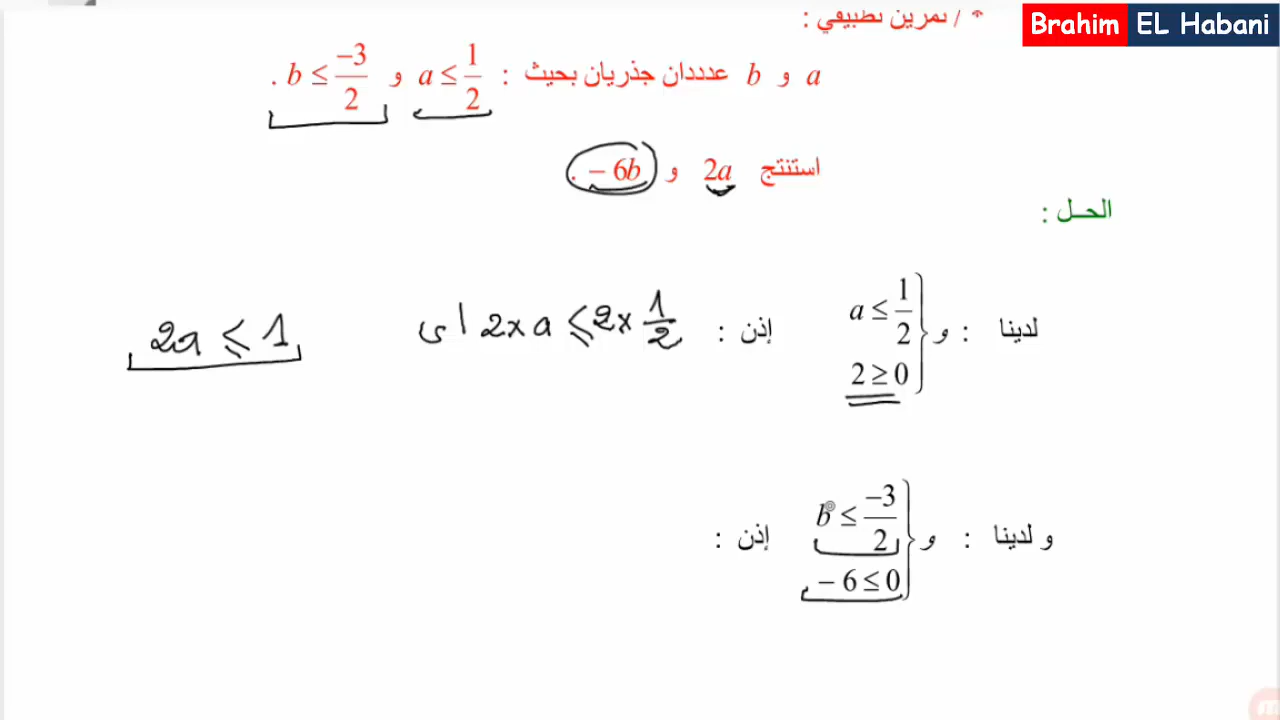 Brahim EL Habani
* / تمرين تطبيقي :
a و b عددان جذريان بحيث : a ≤ 1/2 و b ≤ -3/2 .
استنتج 2a و -6b .
الحـل :
لدينا : و a ≤ 1/2 2 ≥ 0 إذن : 2 x a ≤ 2 x 1/2 أي 2a ≤ 1
و لدينا : و b ≤ -3/2 -6 ≤ 0 إذن :